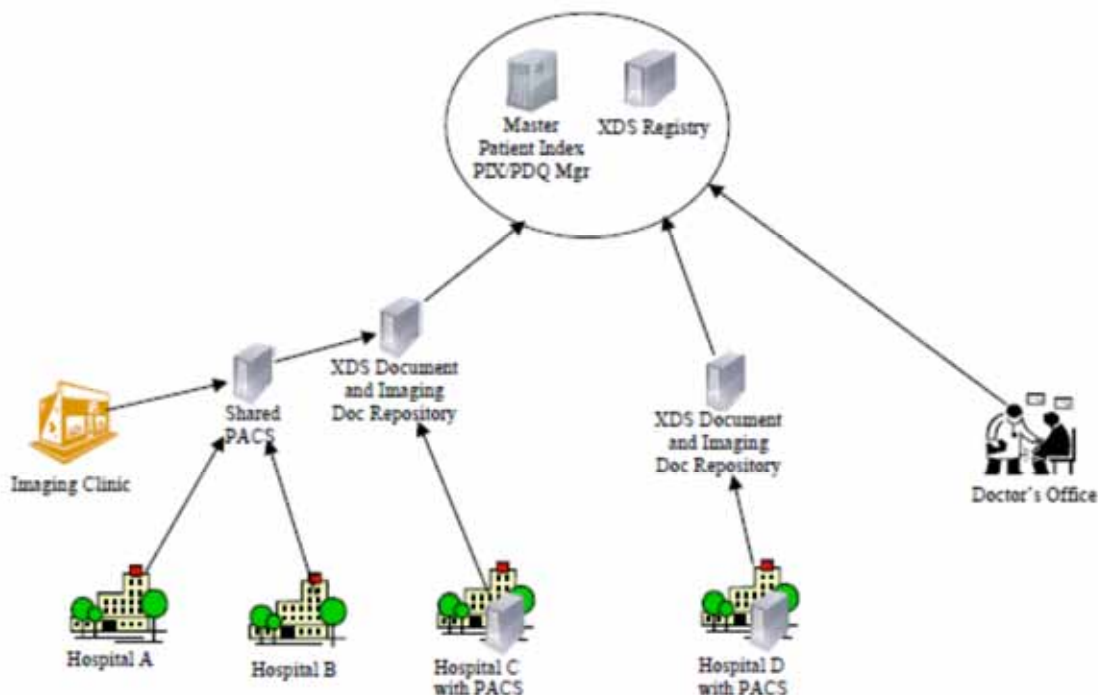 Master
Patient Index
PIX/PDQ Mgr
XDS Registry
XDS Document
and Imaging
Doc Repository
Shared
PACS
XDS Document
and Imaging
Doc Repository
Imaging Clinic
Doctor's Office
Hospital A
Hospital B
Hospital C
with PACS
Hospital D
with PACS